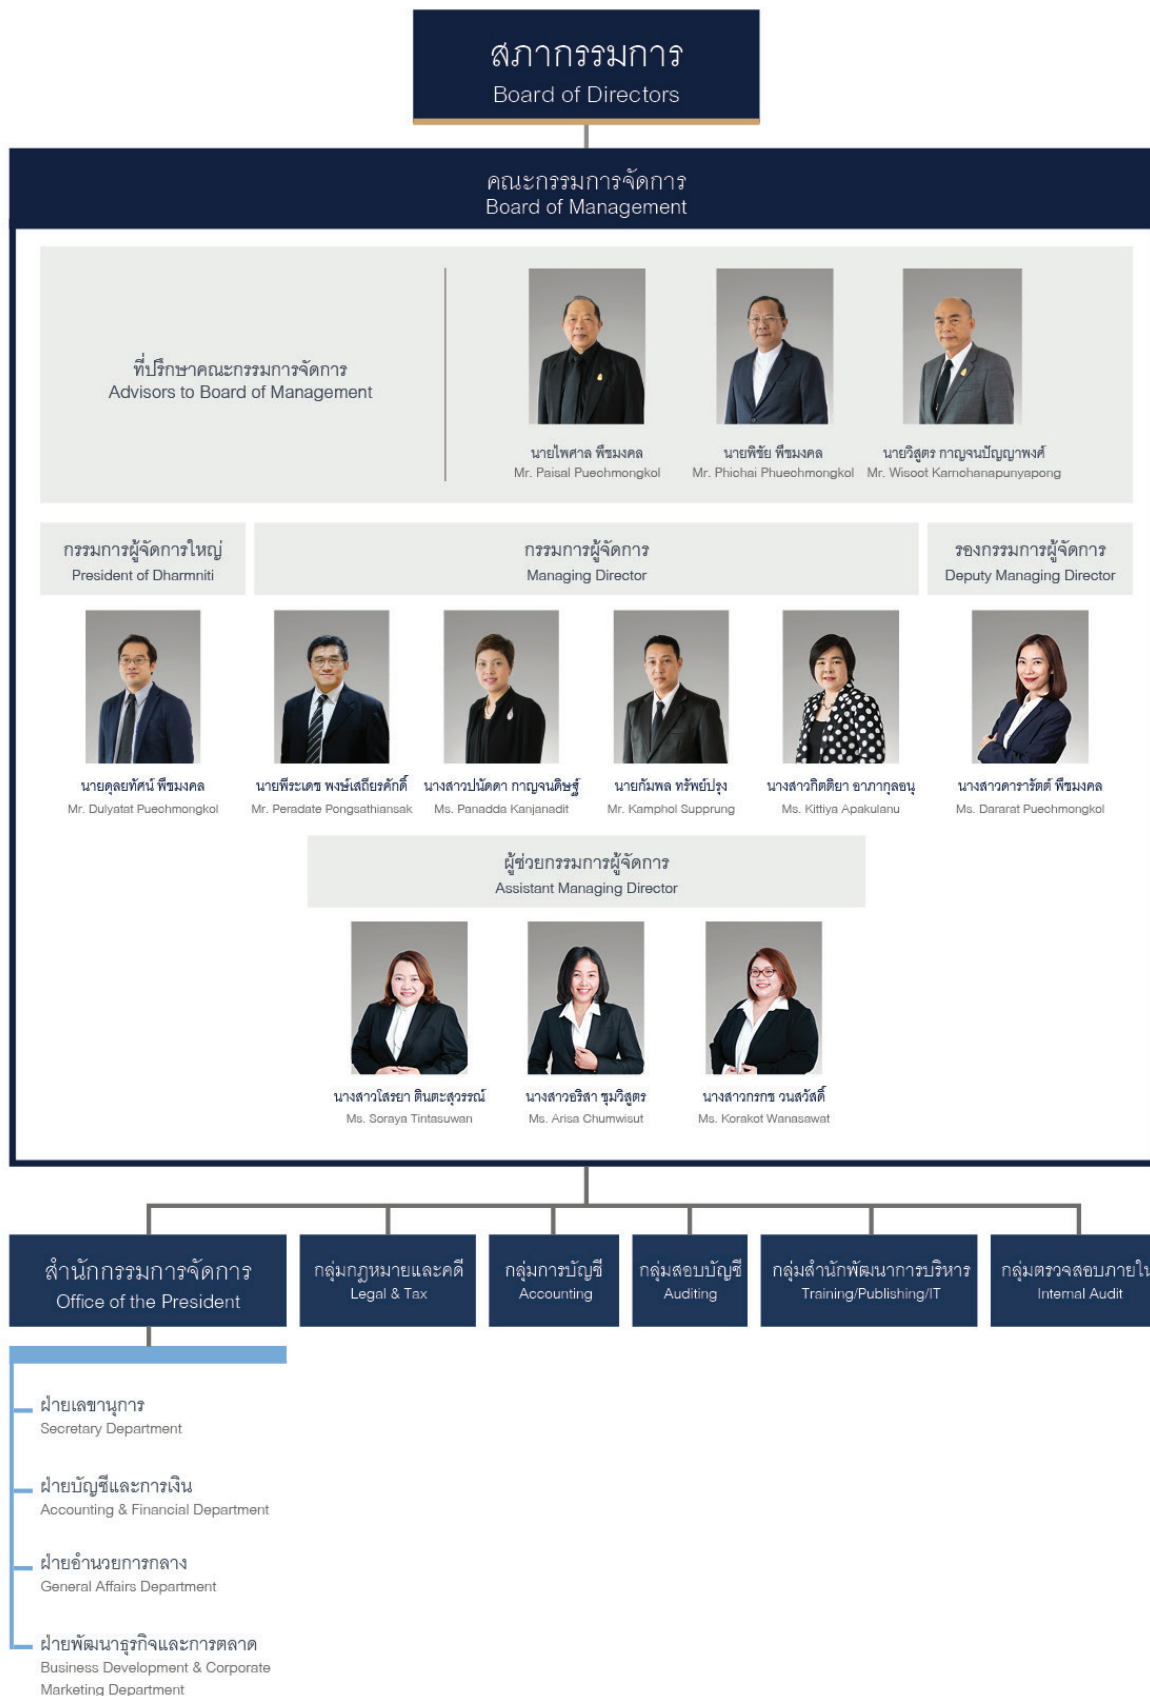 สภากรรมการ
Board of Directors
คณะกรรมการจัดการ
Board of Management
ที่ปรึกษาคณะกรรมการจัดการ
Advisors to Board of Management
นายไพศาล พืชมงคล
Mr. Paisal Puechmongkol
นายพิชัย พืชมงคล
Mr. Phichai Phuechmongkol
นายวิสูตร กาญจนปัญญาพงศ์
Mr. Wisoot Karnchanapunyapong
กรรมการผู้จัดการใหญ่
President of Dharmniti
กรรมการผู้จัดการ
Managing Director
รองกรรมการผู้จัดการ
Deputy Managing Director
นายดุลยทัศน์ พืชมงคล
Mr. Dulyatat Puechmongkol
นายพีระเดช พงษ์เสถียรศักดิ์
Mr. Peradate Pongsathiansak
นางสาวปนัดดา กาญจนดิษฐ์
Ms. Panadda Kanjanadit
นายกัมพล ทรัพย์ปรุง
Mr. Kamphol Supprung
นางสาวกิตติยา อาภากุลอนุ
Ms. Kittiya Apakulanu
นางสาวดารารัตต์ พืชมงคล
Ms. Dararat Puechmongkol
ผู้ช่วยกรรมการผู้จัดการ
Assistant Managing Director
นางสาวโสรยา ตินตะสุวรรณ์
Ms. Soraya Tintasuwan
นางสาวอริสา ชุมวิสูตร
Ms. Arisa Chumwisut
นางสาวกรกช วนสวัสดิ์
Ms. Korakot Wanasawat
สำนักกรรมการจัดการ
Office of the President
กลุ่มกฎหมายและคดี
Legal & Tax
กลุ่มการบัญชี
Accounting
กลุ่มสอบบัญชี
Auditing
กลุ่มสำนักพัฒนาการบริหาร
Training/Publishing/IT
กลุ่มตรวจสอบภายใน
Internal Audit
ฝ่ายเลขานุการ
Secretary Department
ฝ่ายบัญชีและการเงิน
Accounting & Financial Department
ฝ่ายอำนวยการกลาง
General Affairs Department
ฝ่ายพัฒนาธุรกิจและการตลาด
Business Development & Corporate
Marketing Department